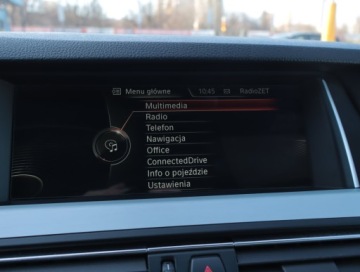 Menu główne 10:45 RadioZET
Multimedia
Radio
Telefon
Nawigacja
Office
ConnectedDrive
Info o pojeździe
Ustawienia